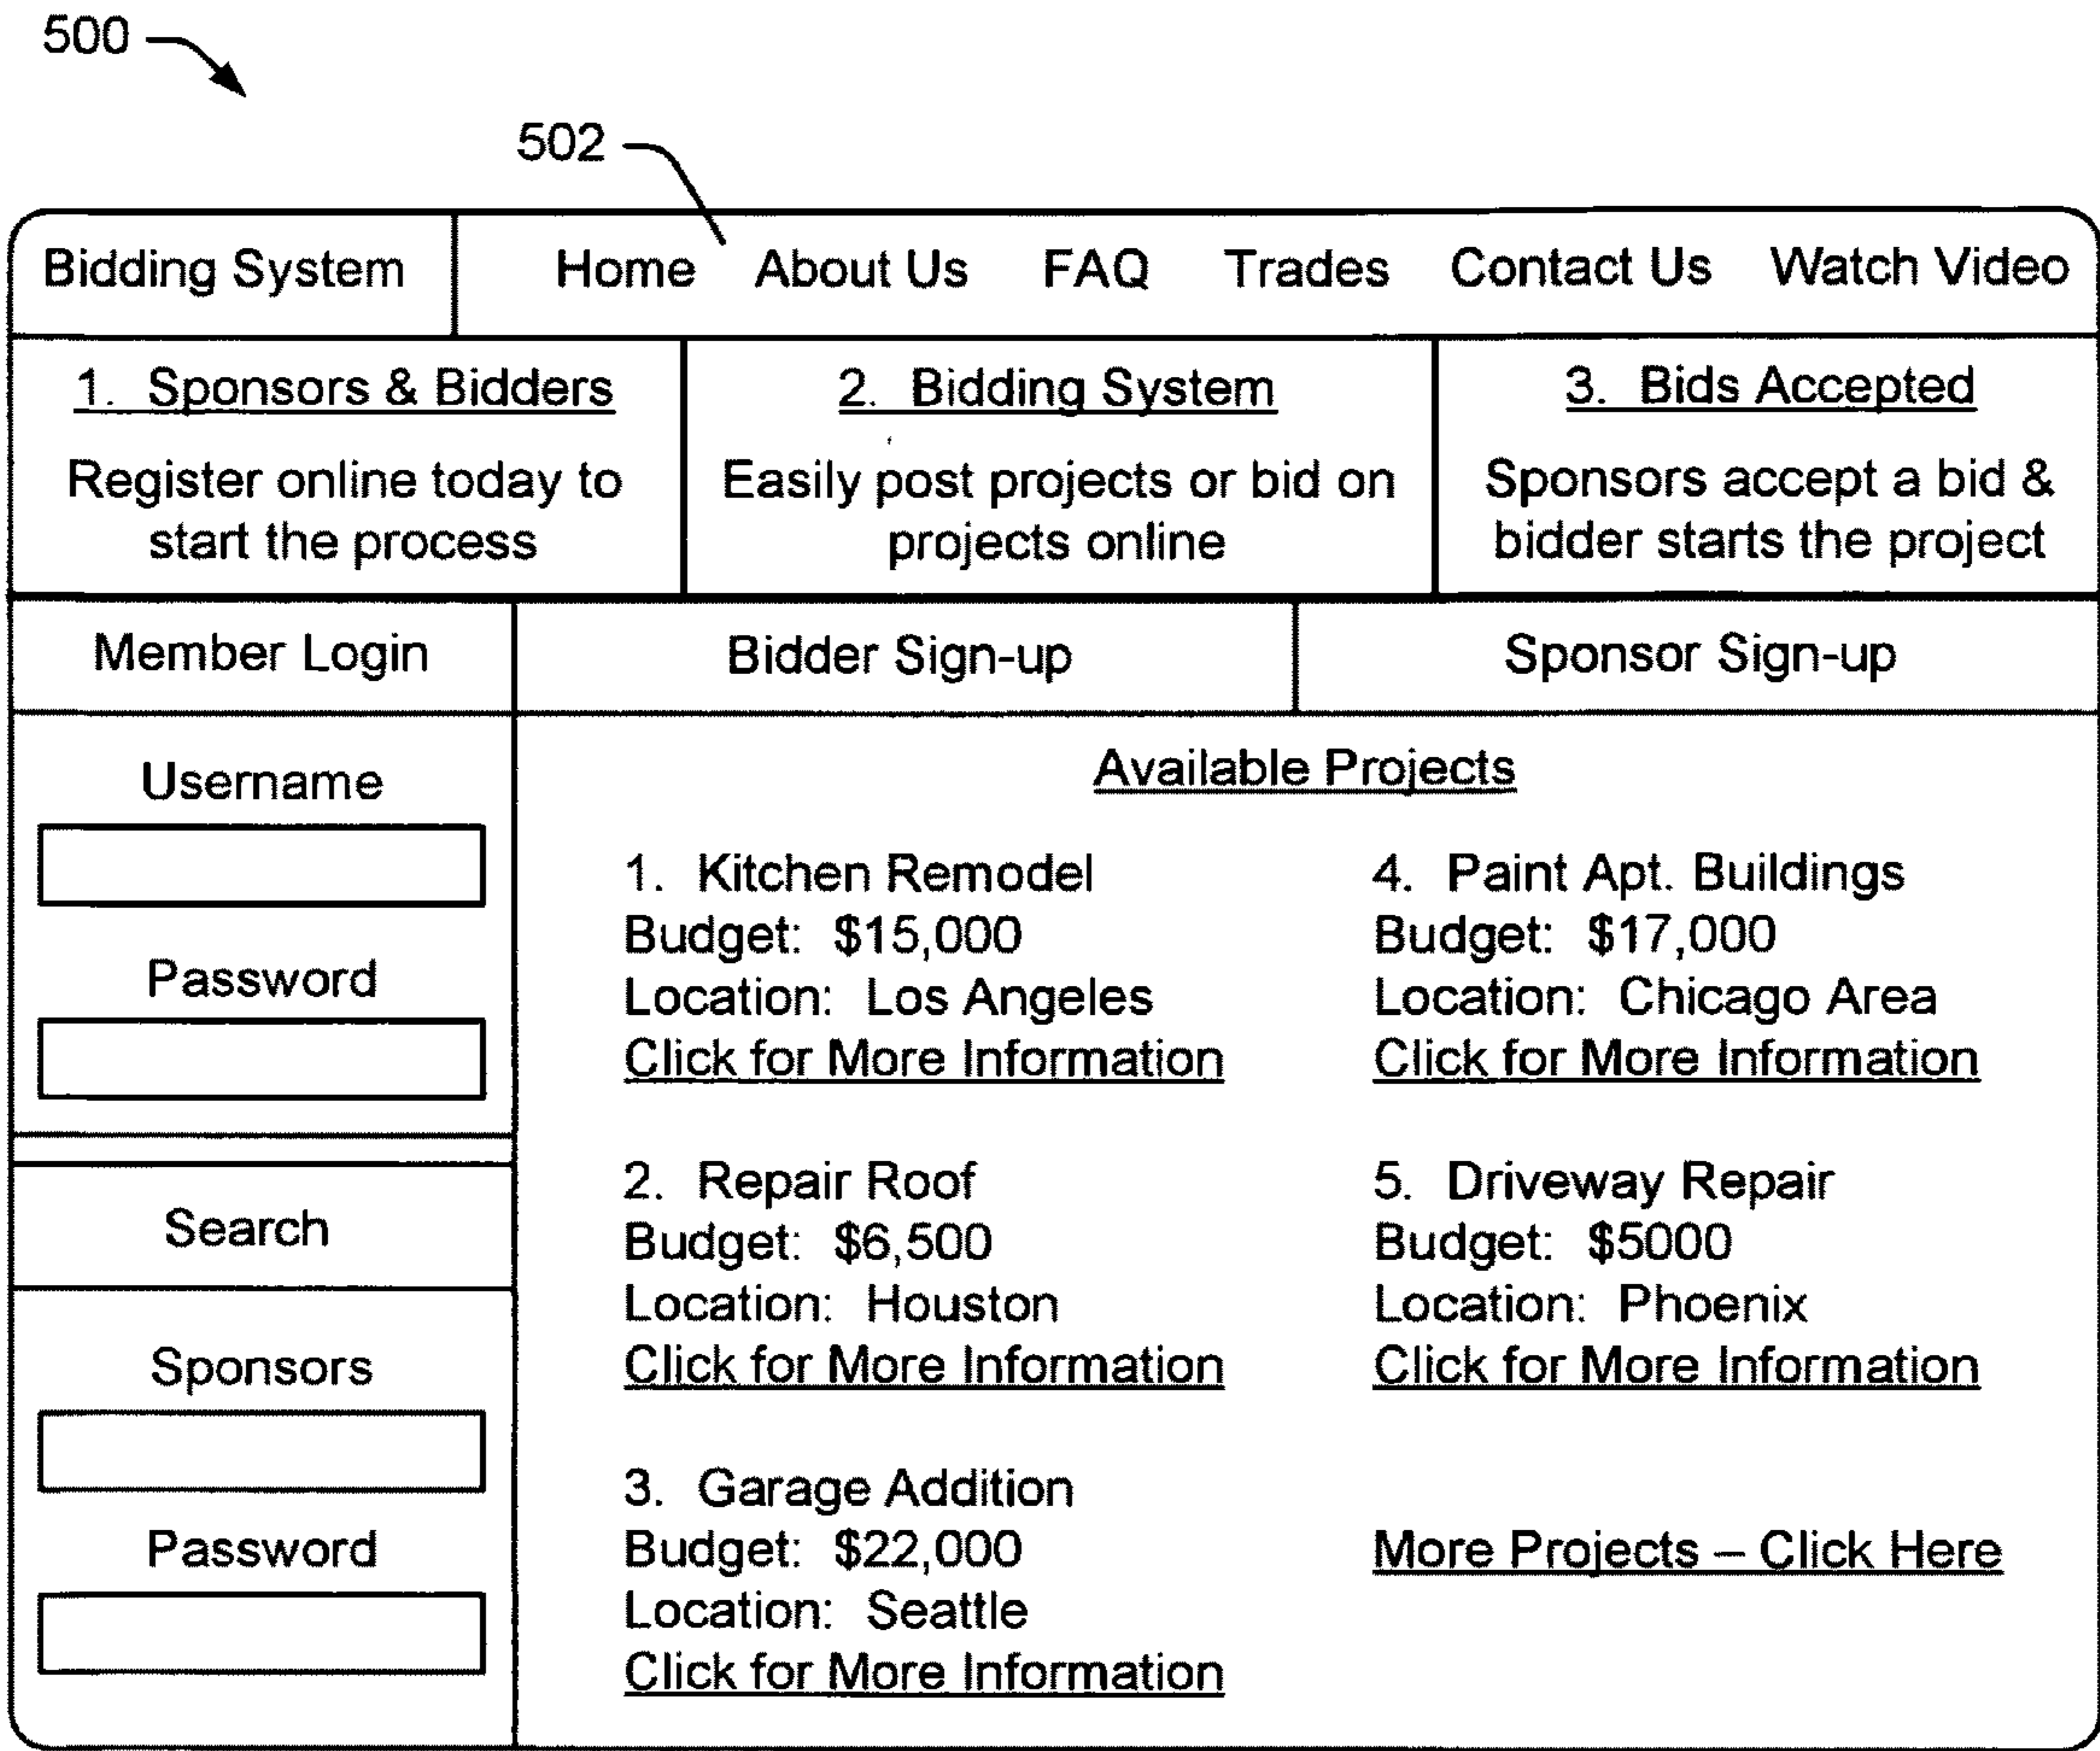 500
502
Bidding System Home About Us FAQ Trades Contact Us Watch Video
1. Sponsors & Bidders
Register online today to
start the process
2. Bidding System
Easily post projects or bid on
projects online
3. Bids Accepted
Sponsors accept a bid &
bidder starts the project
Member Login
Bidder Sign-up
Sponsor Sign-up
Username
Password
Search
Sponsors
Password
Available Projects
1. Kitchen Remodel
Budget: $15,000
Location: Los Angeles
Click for More Information
2. Repair Roof
Budget: $6,500
Location: Houston
Click for More Information
3. Garage Addition
Budget: $22,000
Location: Seattle
Click for More Information
4. Paint Apt. Buildings
Budget: $17,000
Location: Chicago Area
Click for More Information
5. Driveway Repair
Budget: $5000
Location: Phoenix
Click for More Information
More Projects – Click Here